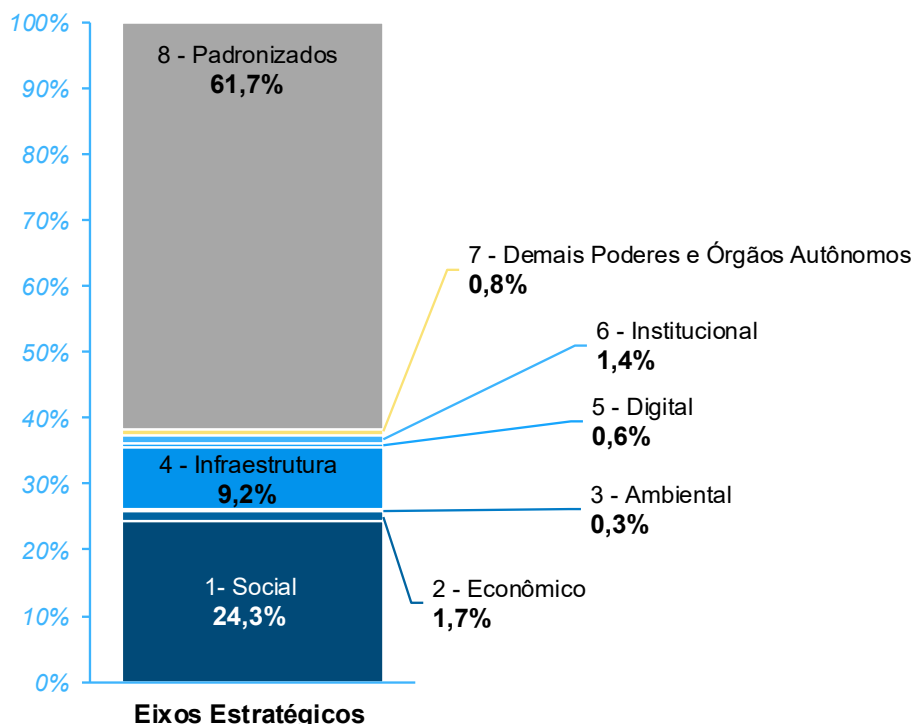 100%
90%
80%
70%
60%
50%
40%
30%
20%
10%
0%
8 - Padronizados
61,7%
7 - Demais Poderes e Órgãos Autônomos
0,8%
6 - Institucional
1,4%
5 - Digital
0,6%
4 - Infraestrutura
9,2%
3 - Ambiental
0,3%
2 - Econômico
1,7%
1- Social
24,3%
Eixos Estratégicos